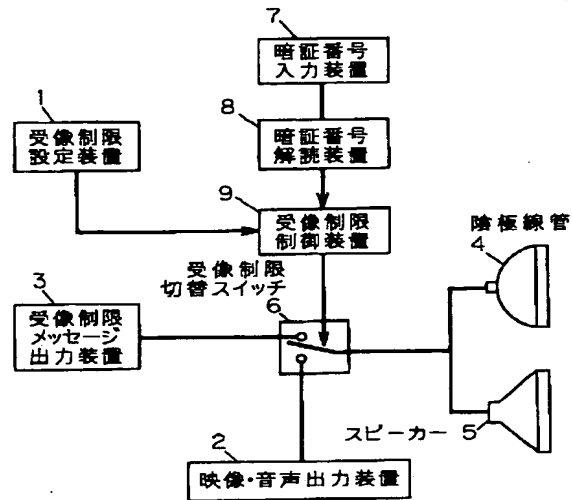 7
暗証番号
入力装置
1
受像制限
設定装置
8
暗証番号
解読装置
9
受像制限
制御装置
陰極線管
4
受像制限
切替スイッチ
6
3
受像制限
メッセージ
出力装置
スピーカー 5
2
映像・音声出力装置